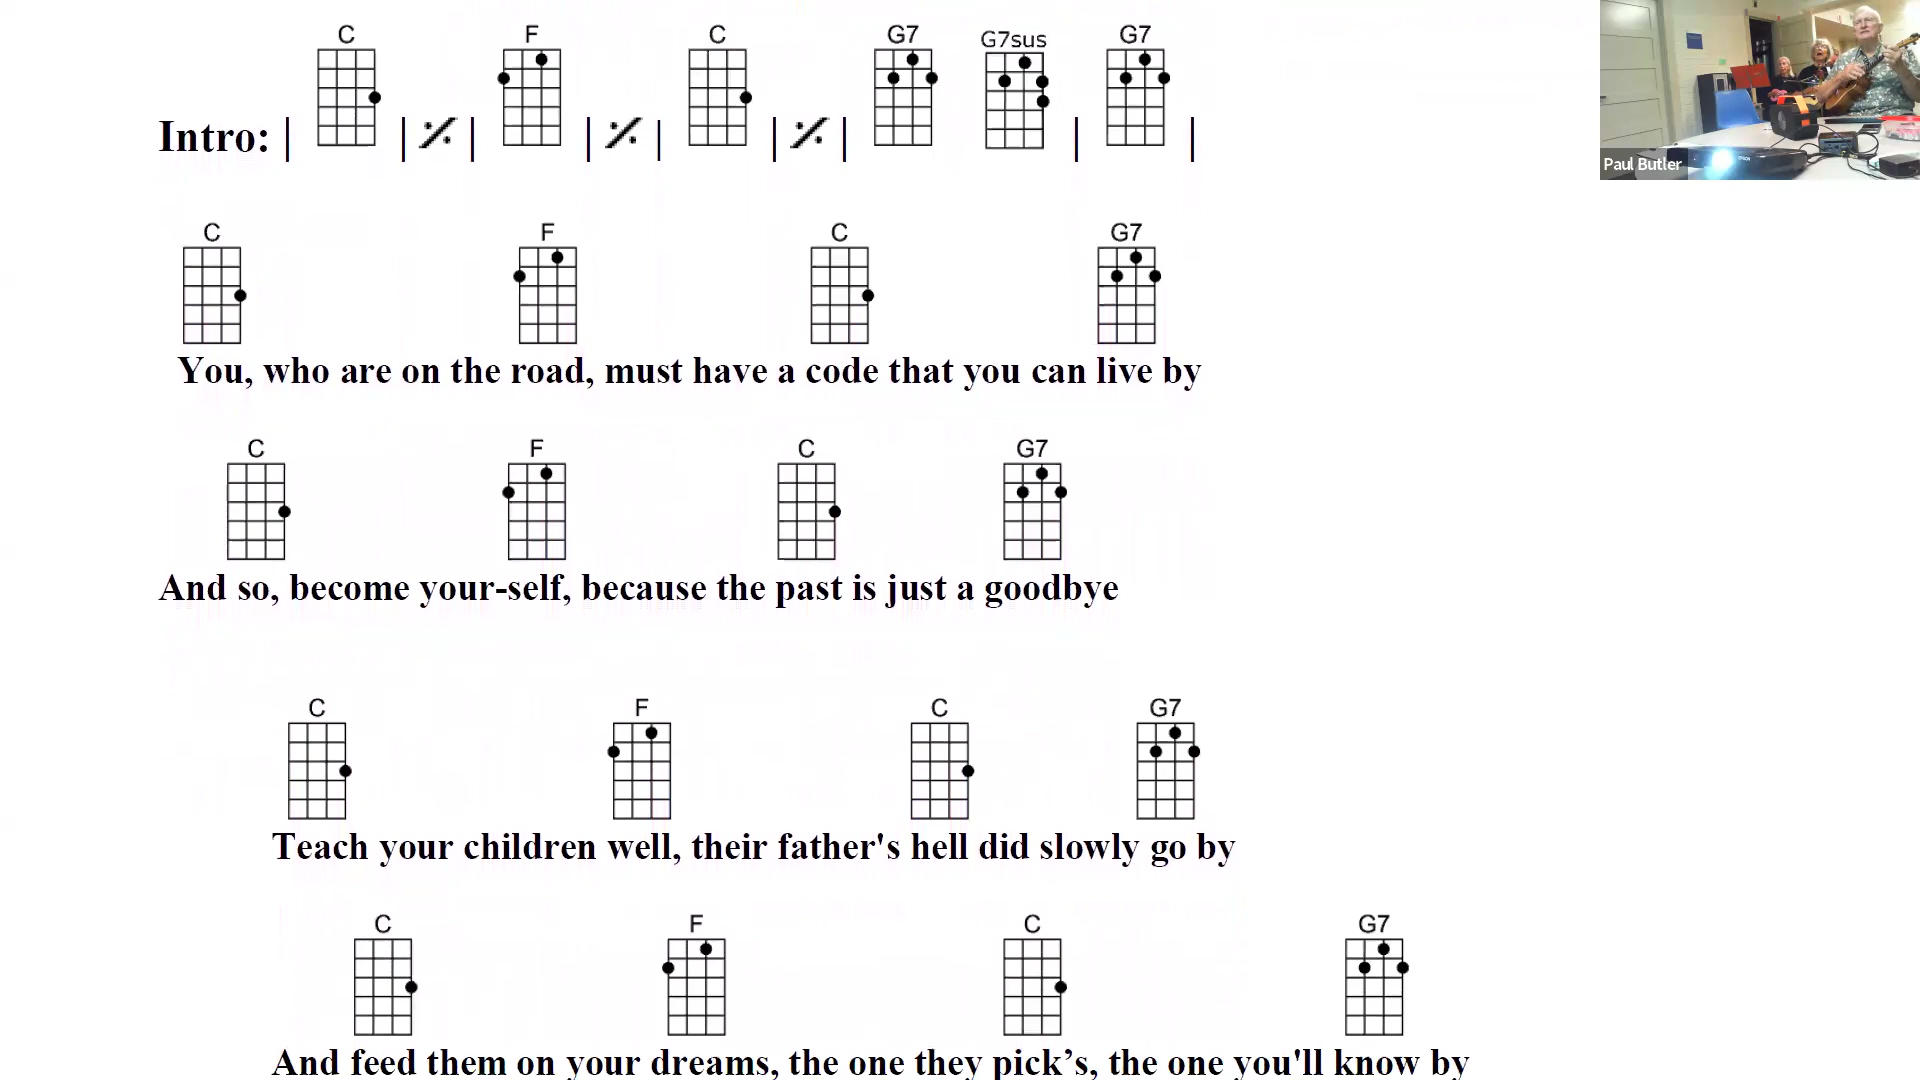 C F C G7 G7sus G7
Intro: | | ٪ | | ٪ | | ٪ | | |
Paul Butler
C F C G7
You, who are on the road, must have a code that you can live by
C F C G7
And so, become your-self, because the past is just a goodbye
C F C G7
Teach your children well, their father's hell did slowly go by
C F C G7
And feed them on your dreams, the one they pick’s, the one you'll know by